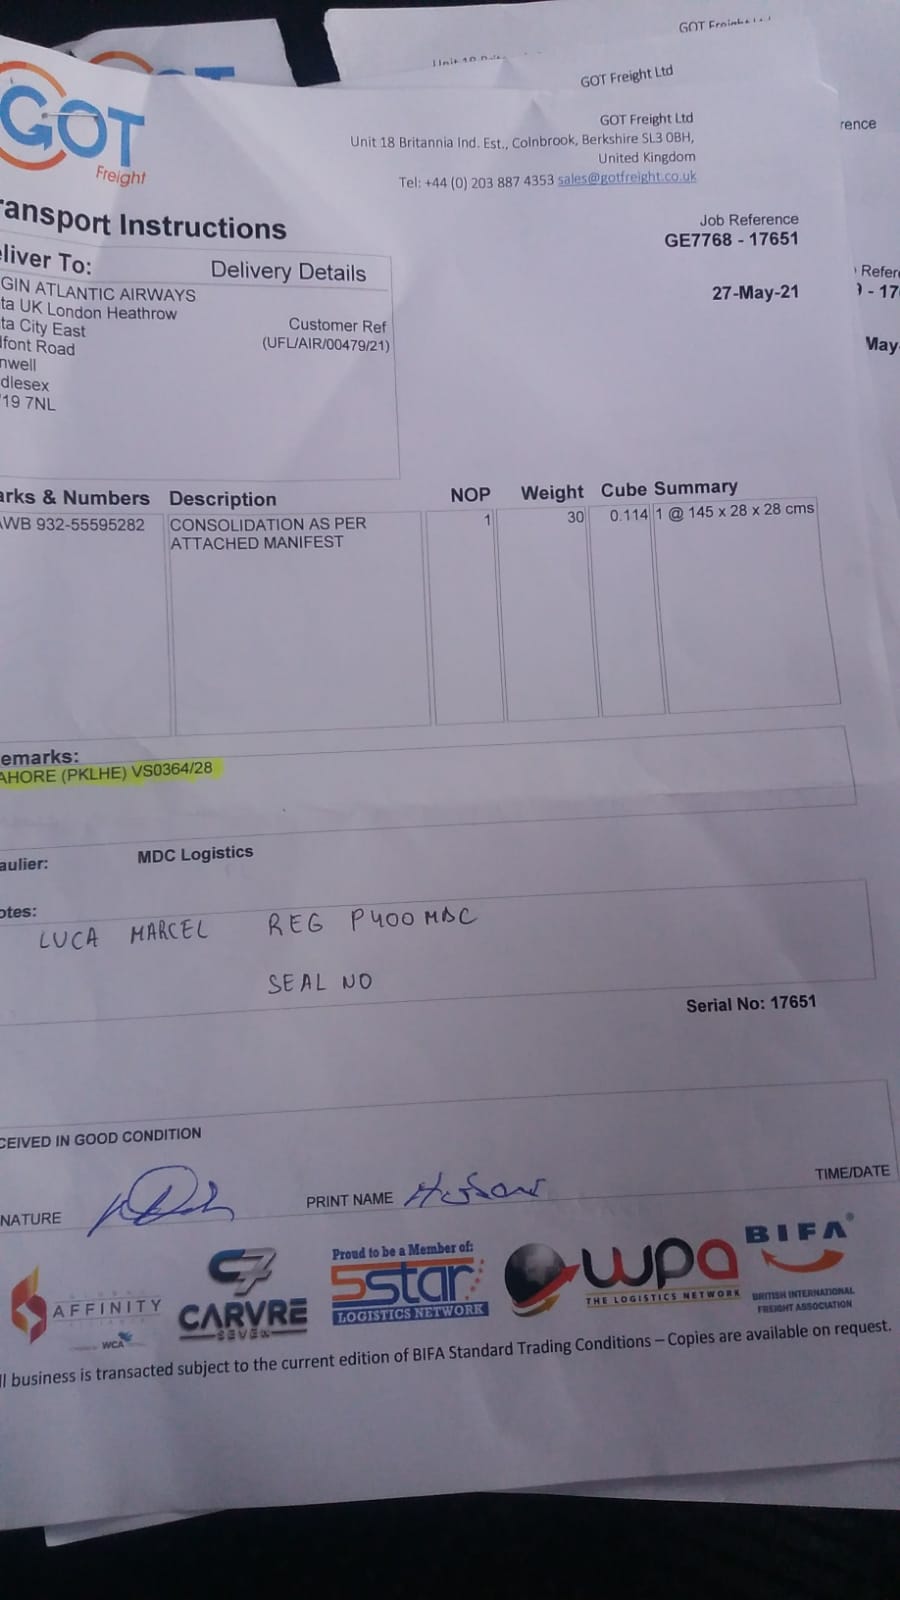 GOT Freight Ltd
GOT Freight Ltd
rence
GOT
Freight
GOT Freight Ltd
Unit 18 Britannia Ind. Est., Colnbrook, Berkshire SL3 0BH,
United Kingdom
Tel: +44 (0) 203 887 4353 sales@gotfreight.co.uk
ransport Instructions
Job Reference
GE7768 - 17651
27-May-21
Refer
- 17
May
liver To:
Delivery Details
GIN ATLANTIC AIRWAYS
ta UK London Heathrow
ta City East
lfont Road
nwell
dlesex
19 7NL
Customer Ref
(UFL/AIR/00479/21)
arks & Numbers Description NOP Weight Cube Summary
WB 932-55595282 CONSOLIDATION AS PER 1 30 0.114 1 @ 145 x 28 x 28 cms
ATTACHED MANIFEST
emarks:
AHORE (PKLHE) VS0364/28
aulier: MDC Logistics
otes:
LUCA MARCEL REG P400MDC
SEAL NO
Serial No: 17651
CEIVED IN GOOD CONDITION
NATURE PRINT NAME TIME/DATE
AFFINITY
WCA
C7
CARVRE
SEVEN
Proud to be a Member of:
5star
LOGISTICS NETWORK
wpa
THE LOGISTICS NETWORK
BIFA
BRITISH INTERNATIONAL
FREIGHT ASSOCIATION
ll business is transacted subject to the current edition of BIFA Standard Trading Conditions – Copies are available on request.